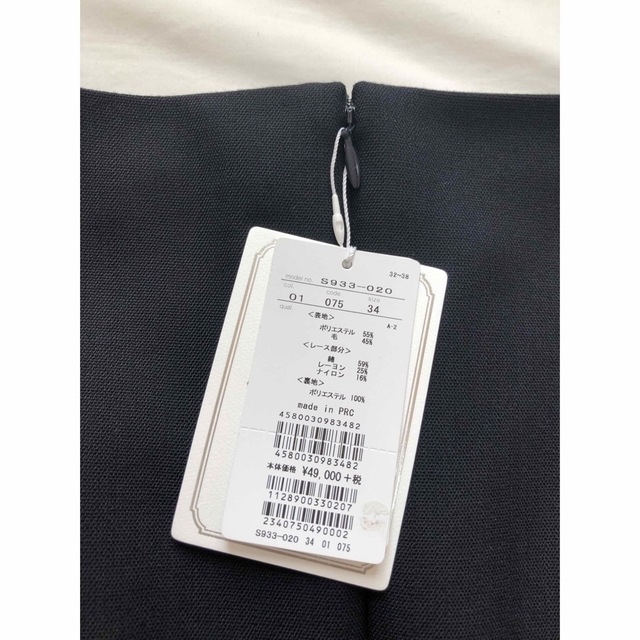 32~38
model no. S933-020
col. code size
01 075 34
qual. A-2
<表地>
ポリエステル 55%
毛 45%
<レース部分>
綿 59%
レーヨン 25%
ナイロン 16%
<裏地>
ポリエステル 100%
made in PRC
4580030983482
4580030983482
本体価格 ¥49,000+税
1128900330207
2340750490002
S933-020 34 01 075